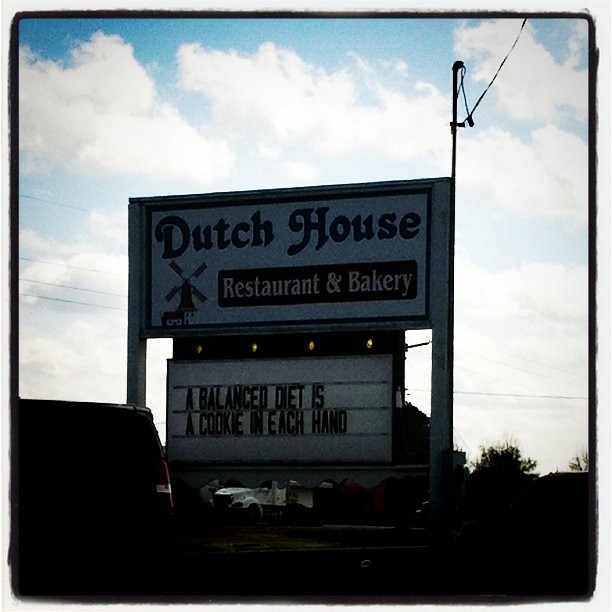 Dutch House
Restaurant & Bakery
A BALANCED DIET IS
A COOKIE IN EACH HAND